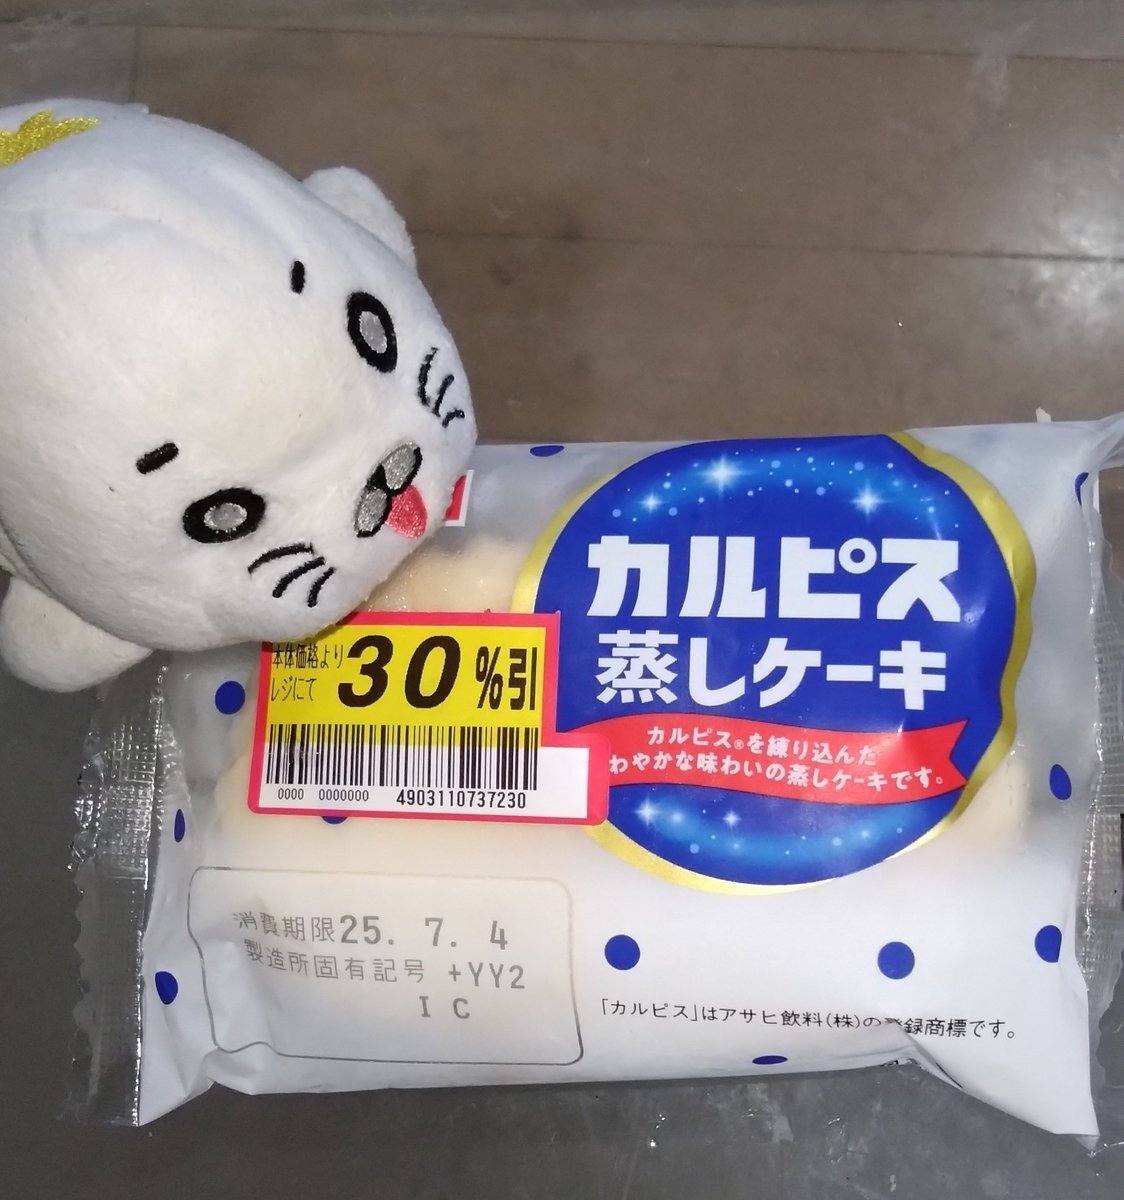 カルピス®
蒸しケーキ
カルピス®を練り込んだ
わやかな味わいの蒸しケーキです。
本体価格より
レジにて
30%引
0000 0000000 4903110737230
消費期限25. 7. 4
製造所固有記号 +YY2
I C
「カルピス」はアサヒ飲料(株)の登録商標です。